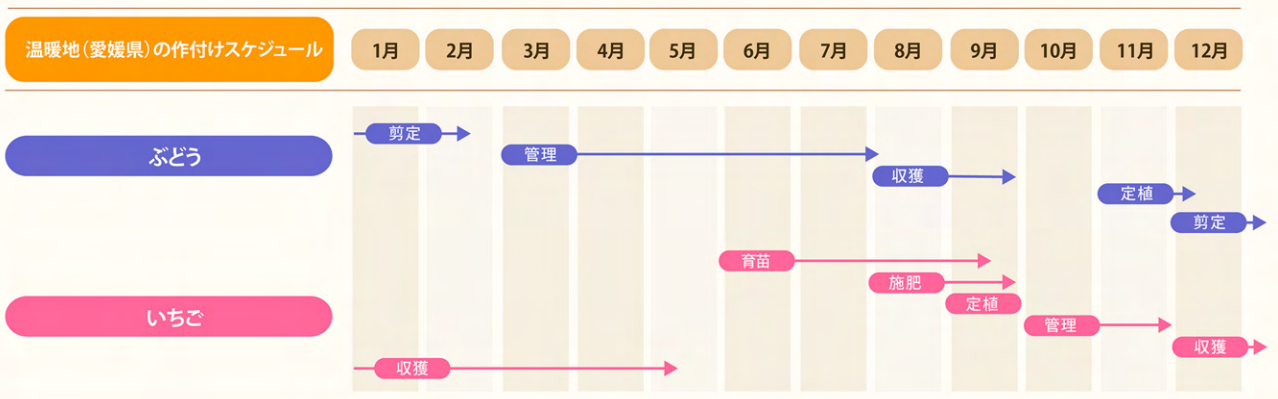 温暖地(愛媛県)の作付けスケジュール
1月 2月 3月 4月 5月 6月 7月 8月 9月 10月 11月 12月
ぶどう
剪定
管理
収獲
定植
剪定
いちご
育苗
施肥
定植
管理
収獲
収獲